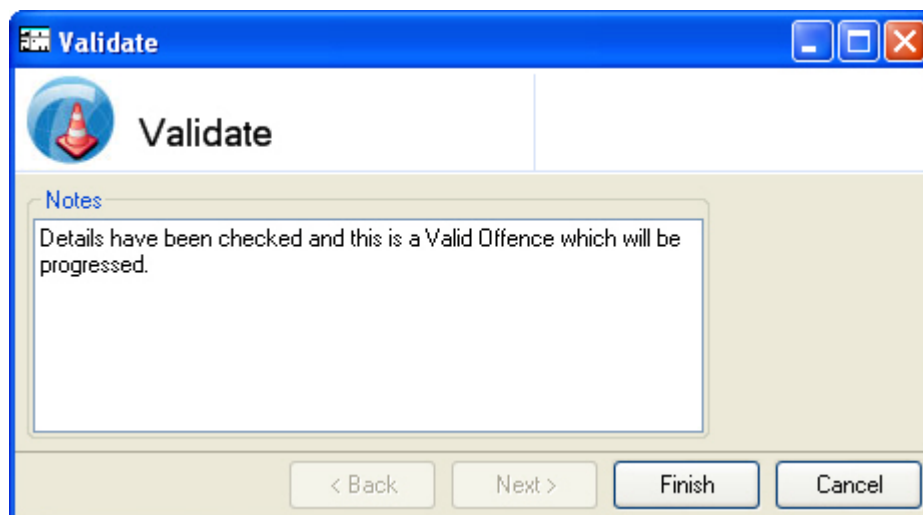 Validate
Validate
Notes
Details have been checked and this is a Valid Offence which will be
progressed.
< Back
Next >
Finish
Cancel